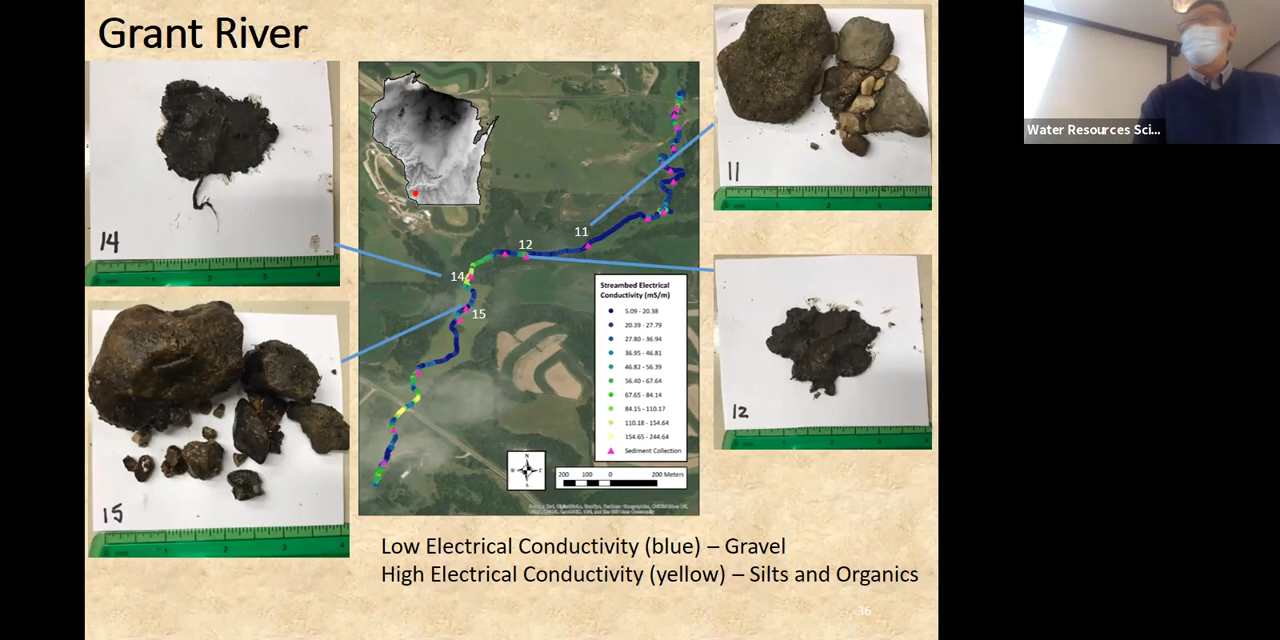 Grant River
14
15
11
12
11
12
14
15
Streambed Electrical
Conductivity (mS/m)
5.09 - 20.38
20.39 - 27.79
27.80 - 36.94
36.95 - 46.81
46.82 - 56.39
56.40 - 67.64
67.65 - 84.14
84.15 - 110.17
110.18 - 154.64
154.65 - 244.64
Sediment Collection
N
W E
S
200 100 0 200 Meters
Low Electrical Conductivity (blue) – Gravel
High Electrical Conductivity (yellow) – Silts and Organics
36
Water Resources Sci...